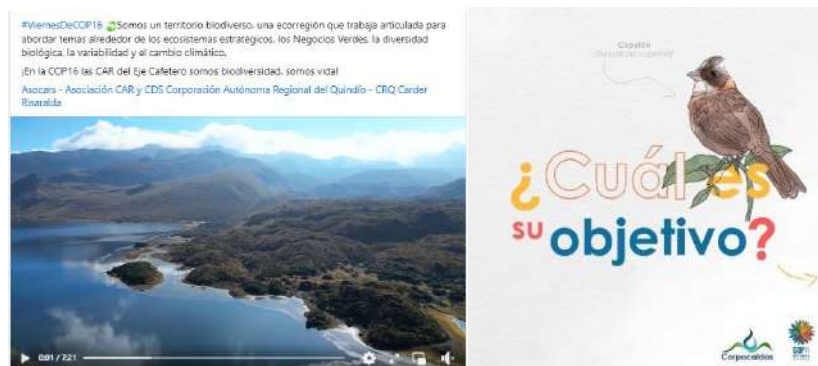 #ViernesDeCOP16 Somos un territorio biodiverso, una ecorregión que trabaja articulada para
abordar temas alrededor de los ecosistemas estratégicos, los Negocios Verdes, la diversidad
biológica, la variabilidad y el cambio climático.
¡En la COP16 las CAR del Eje Cafetero somos biodiversidad, somos vida!
Asocars - Asociación CAR y CDS Corporación Autónoma Regional del Quindío - CRQ Carder
Risaralda
0:01 / 7:21
Copetón
¿Cuál es
su objetivo?
Corpocaldas